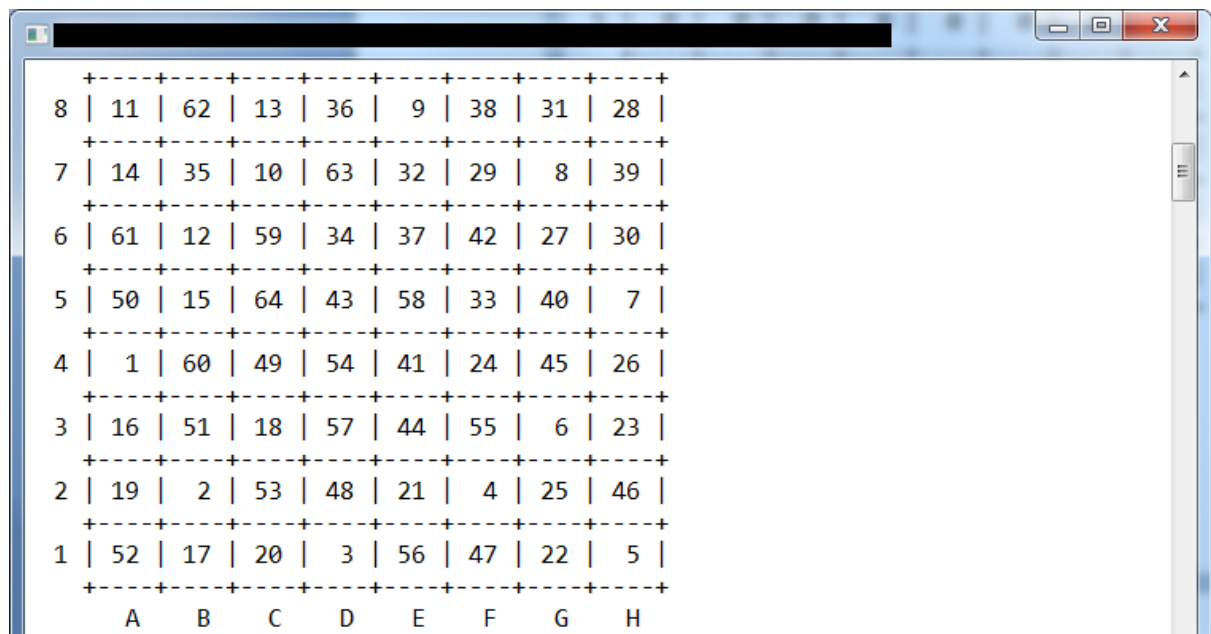 +----+----+----+----+----+----+----+----+
8 | 11 | 62 | 13 | 36 |  9 | 38 | 31 | 28 |
+----+----+----+----+----+----+----+----+
7 | 14 | 35 | 10 | 63 | 32 | 29 |  8 | 39 |
+----+----+----+----+----+----+----+----+
6 | 61 | 12 | 59 | 34 | 37 | 42 | 27 | 30 |
+----+----+----+----+----+----+----+----+
5 | 50 | 15 | 64 | 43 | 58 | 33 | 40 |  7 |
+----+----+----+----+----+----+----+----+
4 |  1 | 60 | 49 | 54 | 41 | 24 | 45 | 26 |
+----+----+----+----+----+----+----+----+
3 | 16 | 51 | 18 | 57 | 44 | 55 |  6 | 23 |
+----+----+----+----+----+----+----+----+
2 | 19 |  2 | 53 | 48 | 21 |  4 | 25 | 46 |
+----+----+----+----+----+----+----+----+
1 | 52 | 17 | 20 |  3 | 56 | 47 | 22 |  5 |
+----+----+----+----+----+----+----+----+
A B C D E F G H